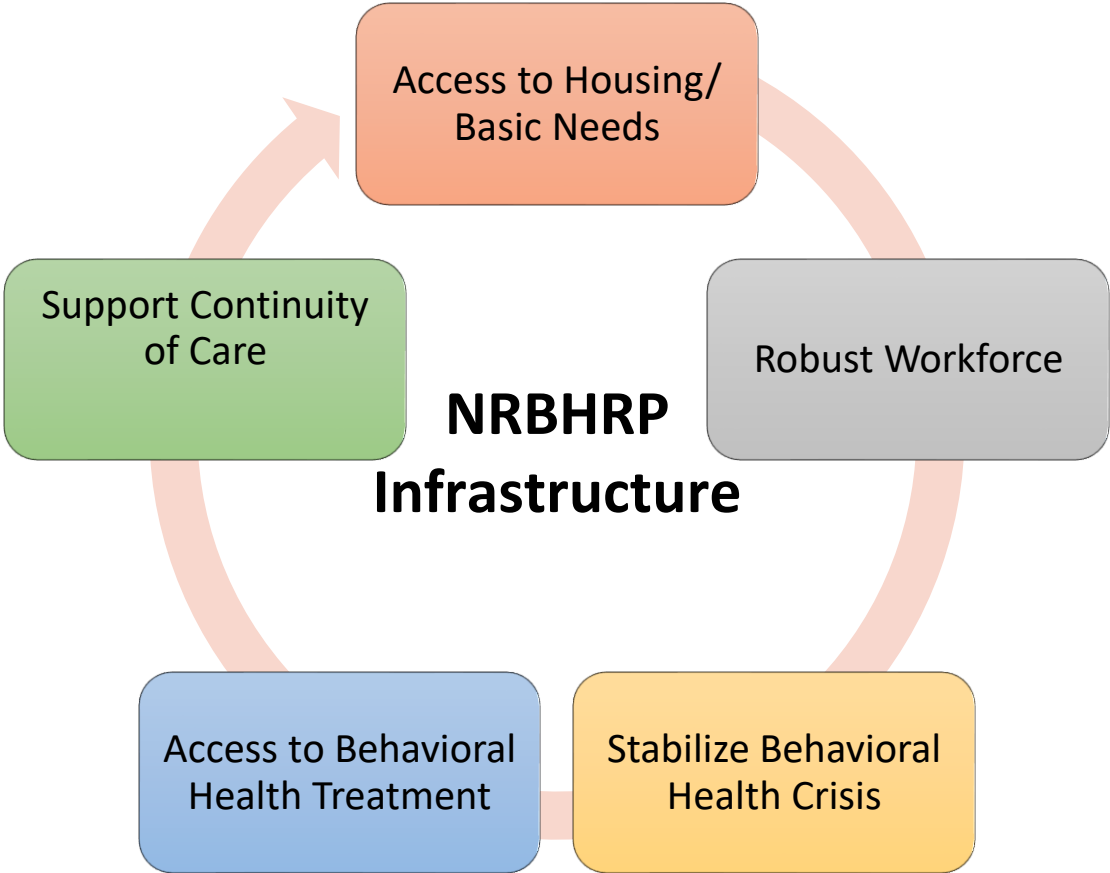 Access to Housing/
Basic Needs
Robust Workforce
Stabilize Behavioral
Health Crisis
Access to Behavioral
Health Treatment
Support Continuity
of Care
NRBHRP
Infrastructure